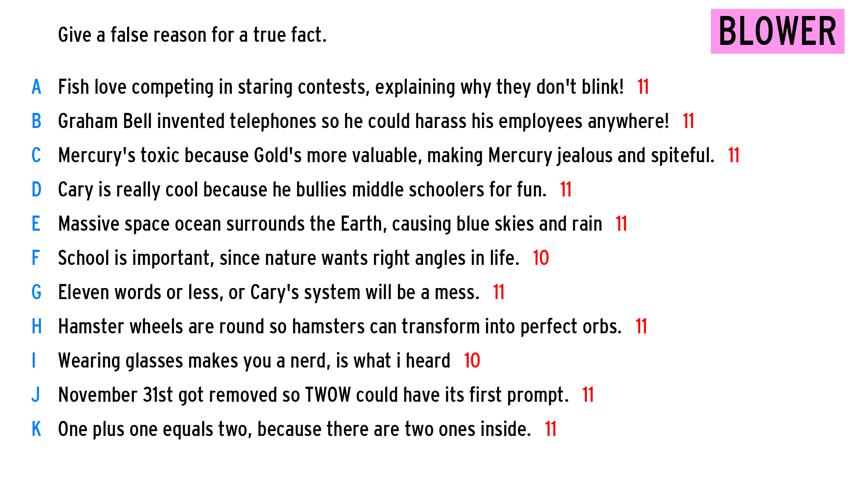 Give a false reason for a true fact.
BLOWER
A Fish love competing in staring contests, explaining why they don't blink! 11
B Graham Bell invented telephones so he could harass his employees anywhere! 11
C Mercury's toxic because Gold's more valuable, making Mercury jealous and spiteful. 11
D Cary is really cool because he bullies middle schoolers for fun. 11
E Massive space ocean surrounds the Earth, causing blue skies and rain 11
F School is important, since nature wants right angles in life. 10
G Eleven words or less, or Cary's system will be a mess. 11
H Hamster wheels are round so hamsters can transform into perfect orbs. 11
I Wearing glasses makes you a nerd, is what i heard 10
J November 31st got removed so TWOW could have its first prompt. 11
K One plus one equals two, because there are two ones inside. 11